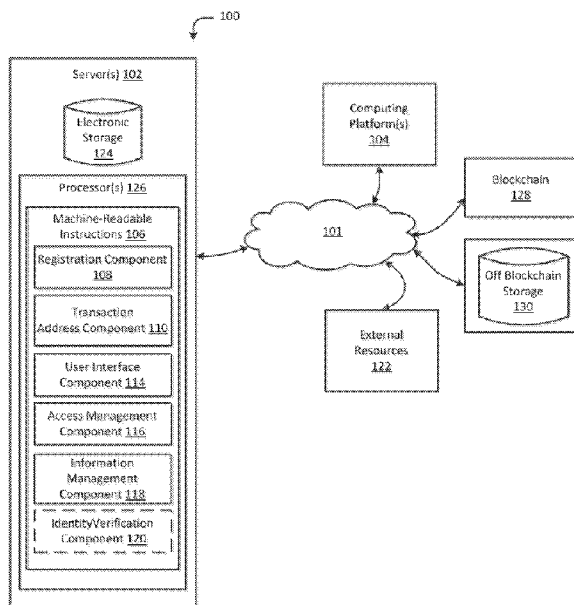 100
Server(s) 102
Electronic
Storage
124
Processor(s) 126
Machine-Readable
Instructions 106
Registration Component
108
Transaction
Address Component 110
User Interface
Component 114
Access Management
Component 116
Information
Management
Component 118
IdentityVerification
Component 120
101
Computing
Platform(s)
104
Blockchain
128
Off Blockchain
Storage
130
External
Resources
122